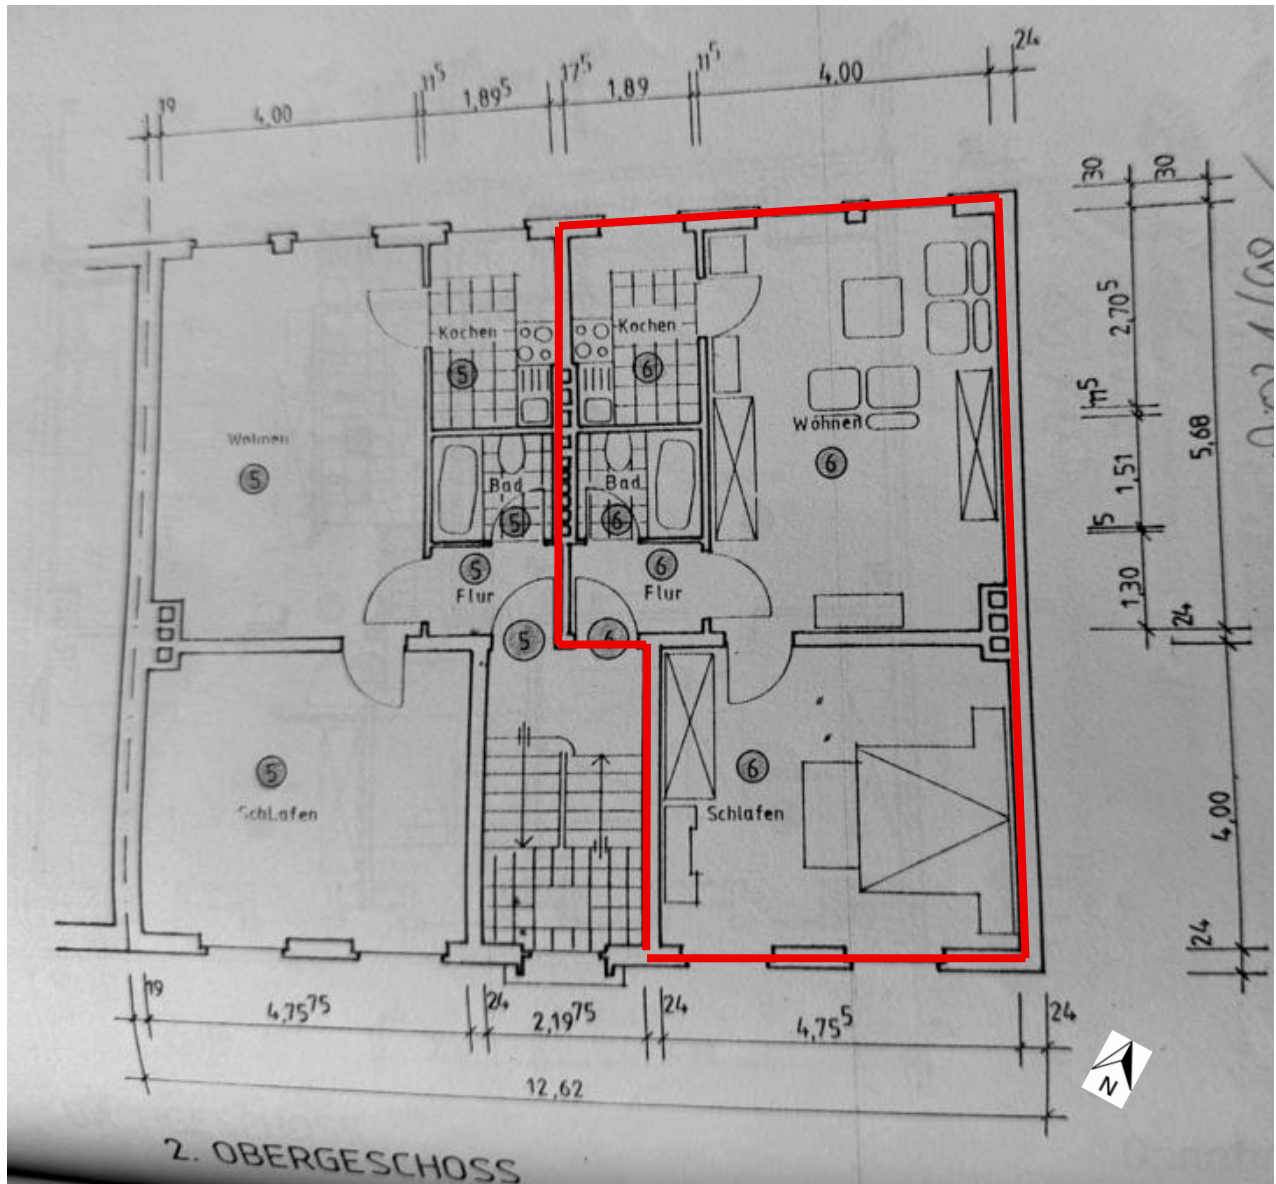 24
11⁵ 17⁵ 11⁵
19 4,00 1,89⁵ 1,89 4,00
30 30
Kochen Kochen
5 6
2,70⁵
Wohnen Wohnen
5 6
5,68
Bad Bad
5 6
1,51
5
5 6
Flur Flur
1,30
5 6
24
5 6
Schlafen Schlafen
4,00
24
19 4,75⁷⁵ 24 2,19⁷⁵ 24 4,75⁵ 24
N
12,62
2. OBERGESCHOSS